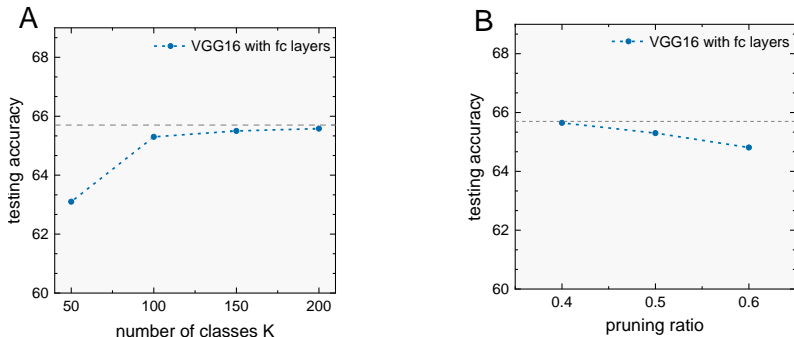 A
VGG16 with fc layers
68
66
64
62
60
testing accuracy
50
100
150
200
number of classes K
B
VGG16 with fc layers
68
66
64
62
60
testing accuracy
0.4
0.5
0.6
pruning ratio